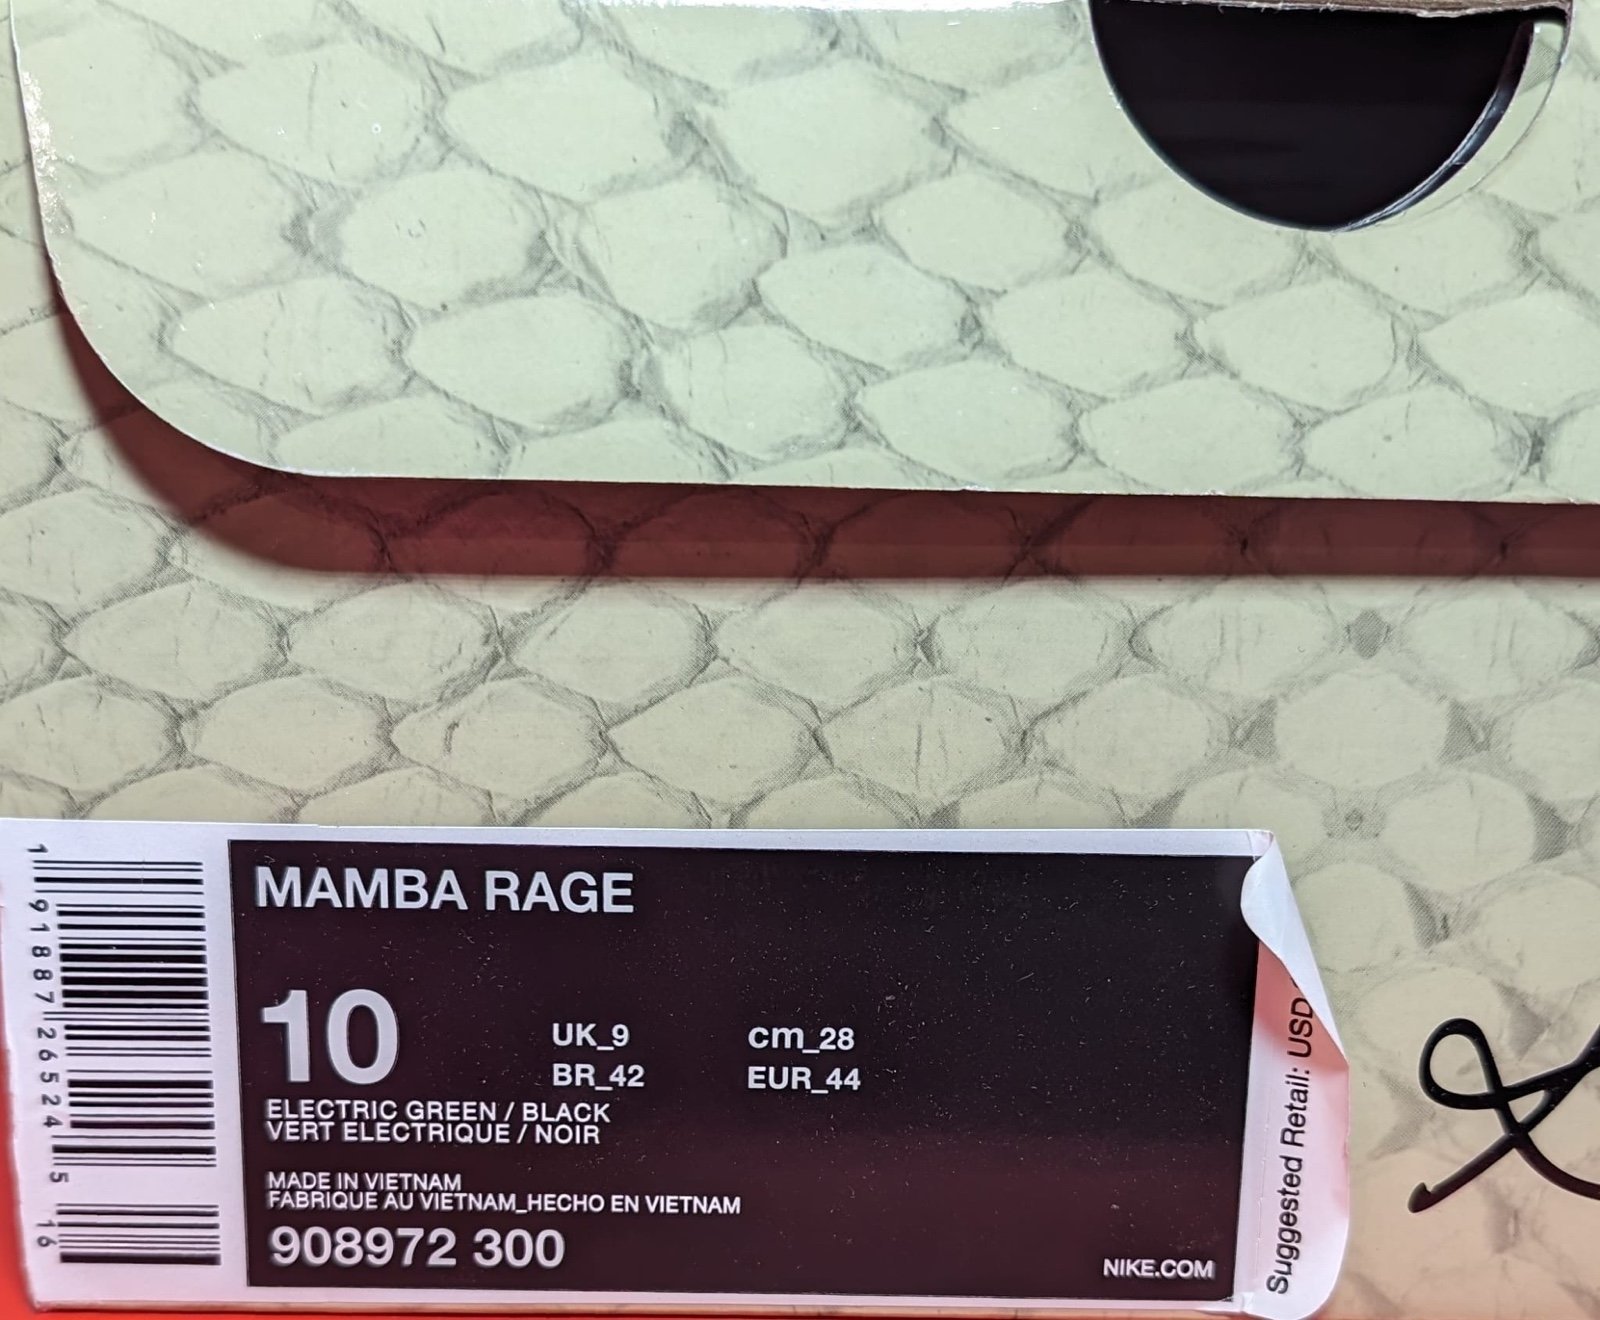 MAMBA RAGE
10
UK_9 cm_28
BR_42 EUR_44
ELECTRIC GREEN / BLACK
VERT ELECTRIQUE / NOIR
MADE IN VIETNAM
FABRIQUE AU VIETNAM_HECHO EN VIETNAM
908972 300
NIKE.COM
1 91887 26524 5 16
Suggested Retail: USD